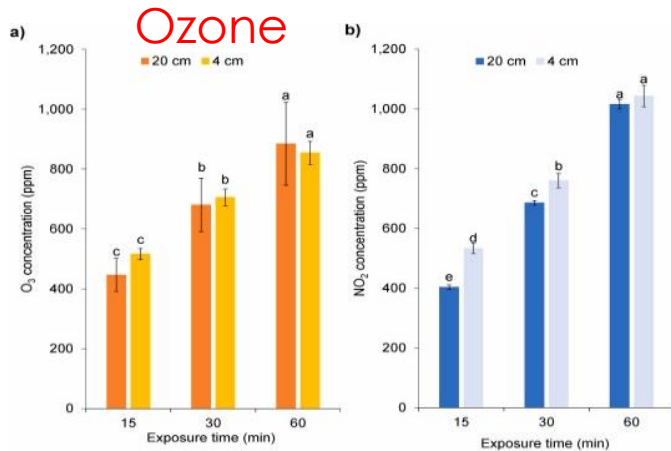 Ozone
a)
1,200
20 cm 4 cm
1,000
800
600
400
200
0
O₃ concentration (ppm)
c c
b b
a a
15 30 60
Exposure time (min)
b)
1,200
20 cm 4 cm
1,000
800
600
400
200
0
NO₂ concentration (ppm)
e d
c b
a a
15 30 60
Exposure time (min)